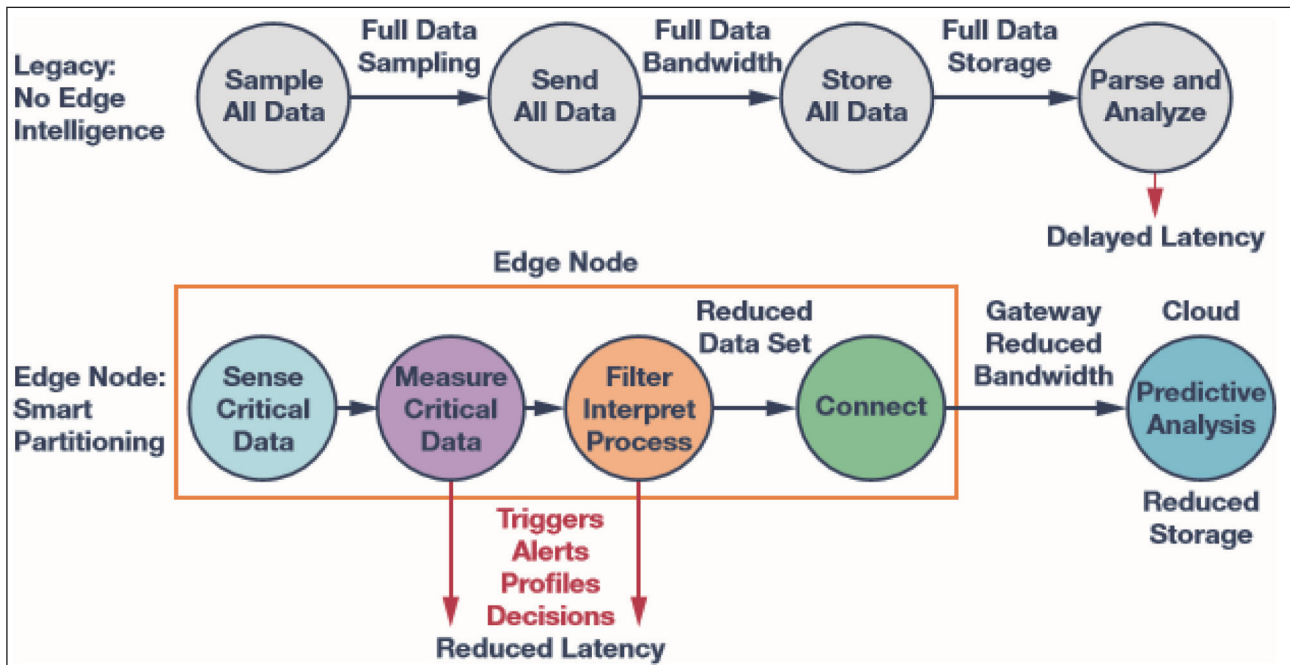 Legacy:
No Edge
Intelligence
Sample
All Data
Full Data
Sampling
Send
All Data
Full Data
Bandwidth
Store
All Data
Full Data
Storage
Parse and
Analyze
Delayed Latency
Edge Node
Edge Node:
Smart
Partitioning
Sense
Critical
Data
Measure
Critical
Data
Filter
Interpret
Process
Reduced
Data Set
Connect
Gateway
Reduced
Bandwidth
Cloud
Predictive
Analysis
Reduced
Storage
Triggers
Alerts
Profiles
Decisions
Reduced Latency